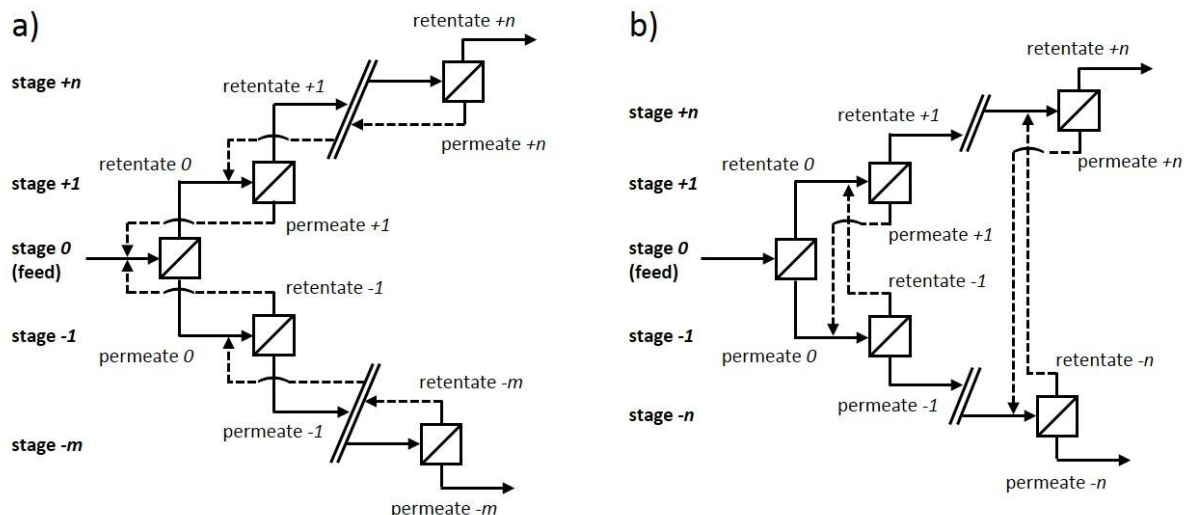 a)
retentate +n
stage +n
retentate +1
permeate +n
retentate 0
stage +1
permeate +1
stage 0
(feed)
retentate -1
stage -1
permeate 0
retentate -m
permeate -1
stage -m
permeate -m
b)
retentate +n
stage +n
retentate +1
permeate +n
retentate 0
stage +1
permeate +1
stage 0
(feed)
retentate -1
stage -1
permeate 0
retentate -n
permeate -1
stage -n
permeate -n